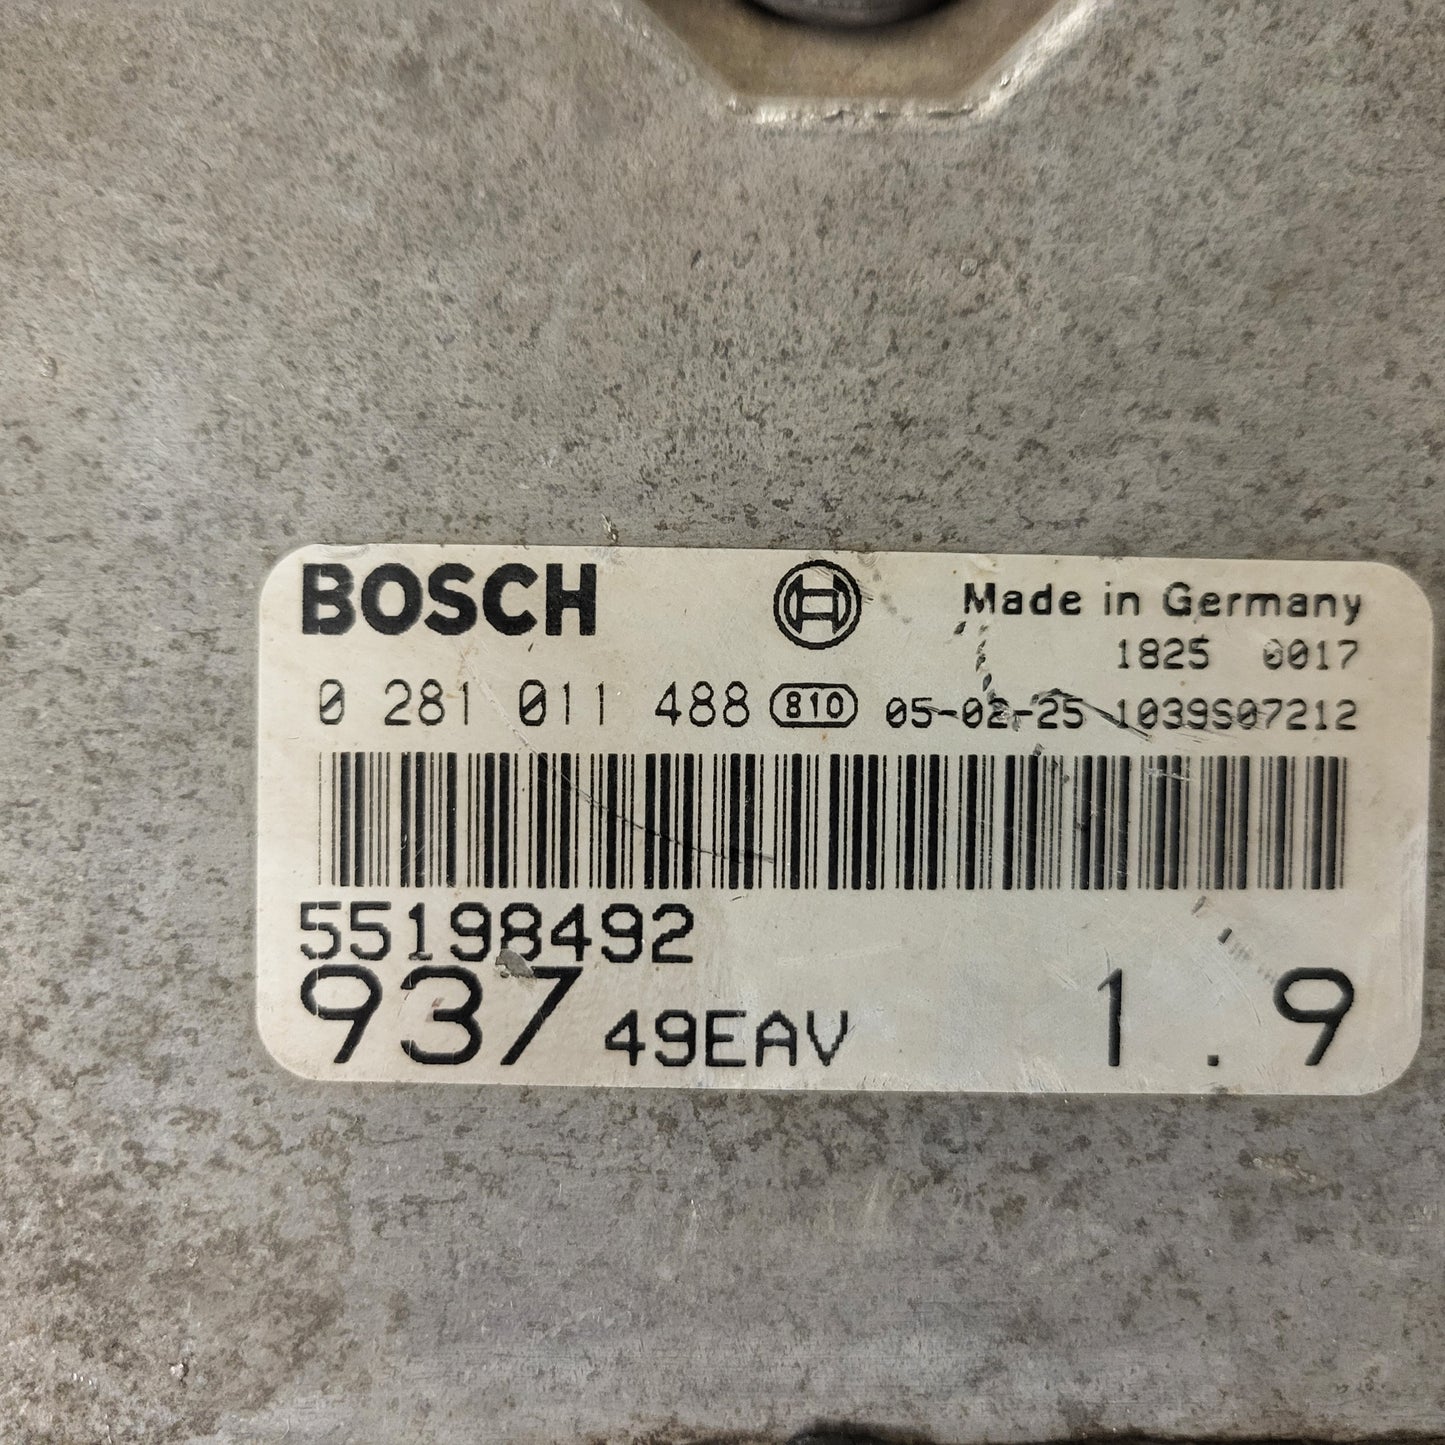 BOSCH Made in Germany
1825 0017
0 281 011 488 810 05-02-25 1039S07212
55198492
937 49EAV 1.9